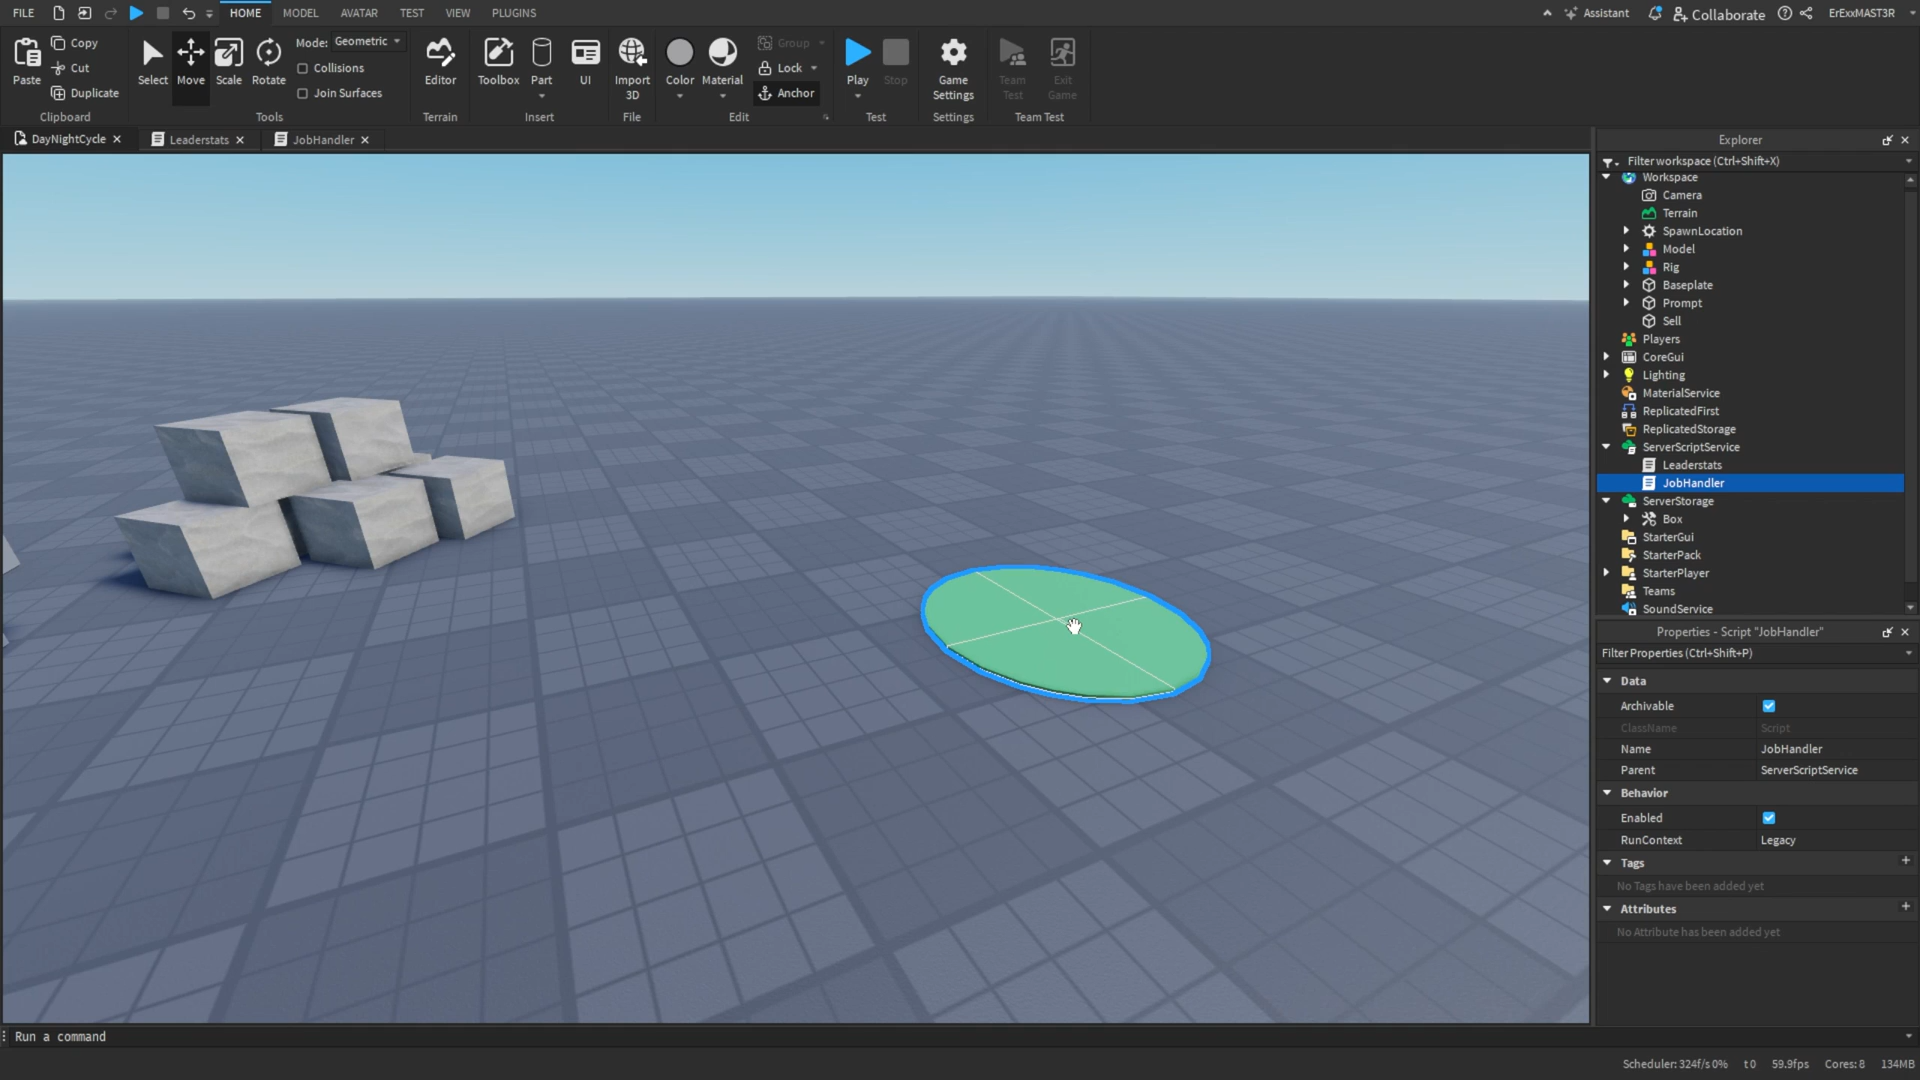 FILE HOME MODEL AVATAR TEST VIEW PLUGINS Assistant Collaborate ErExxMAST3R
Copy Mode: Geometric Group
Paste Cut Select Move Scale Rotate Collisions Editor Toolbox Part UI Import 3D Color Material Lock Play Stop Game Settings Team Test Exit Game
Duplicate Join Surfaces Anchor
Clipboard Tools Terrain Insert File Edit Test Settings Team Test
DayNightCycle Leaderstats JobHandler
Explorer
Filter workspace (Ctrl+Shift+X)
Workspace
Camera
Terrain
SpawnLocation
Model
Rig
Baseplate
Prompt
Sell
Players
CoreGui
Lighting
MaterialService
ReplicatedFirst
ReplicatedStorage
ServerScriptService
Leaderstats
JobHandler
ServerStorage
Box
StarterGui
StarterPack
StarterPlayer
Teams
SoundService
Properties - Script "JobHandler"
Filter Properties (Ctrl+Shift+P)
Data
Archivable
ClassName Script
Name JobHandler
Parent ServerScriptService
Behavior
Enabled
RunContext Legacy
Tags
No Tags have been added yet
Attributes
No Attribute has been added yet
Run a command
Scheduler: 324f/s 0% t 0 59.9fps Cores: 8 134MB